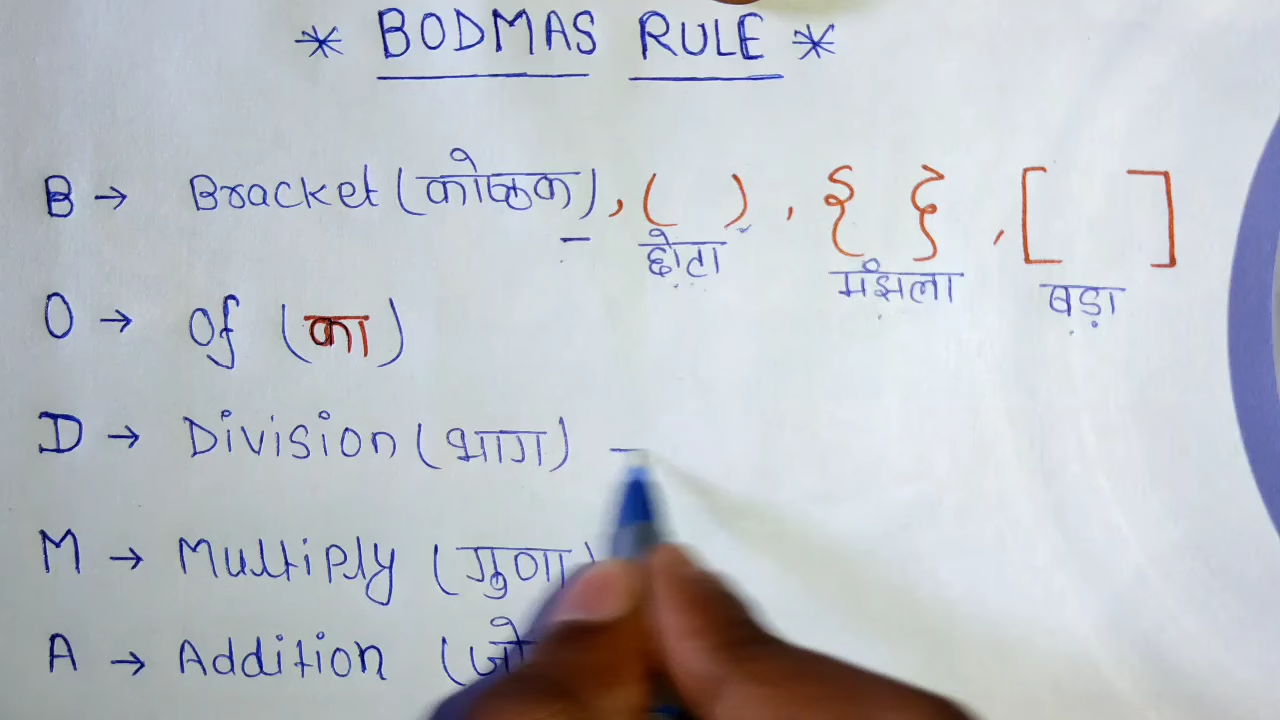 * BODMAS RULE *
B → Bracket (कोष्ठक), ( ), { }, [ ]
छोटा मंझला बड़ा
O → Of (का)
D → Division (भाग) –
M → Multiply (गुणा)
A → Addition